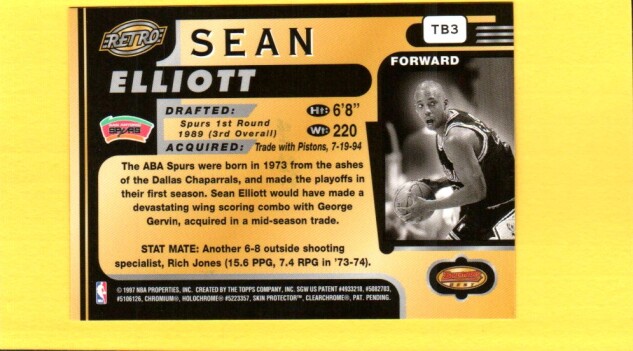 RETRO
SEAN
TB3
ELLIOTT
FORWARD
DRAFTED:
Spurs 1st Round
1989 (3rd Overall)
Ht: 6'8"
Wt: 220
SPURS
ACQUIRED: Trade with Pistons, 7-19-94
The ABA Spurs were born in 1973 from the ashes
of the Dallas Chaparrals, and made the playoffs in
their first season. Sean Elliott would have made a
devastating wing scoring combo with George
Gervin, acquired in a mid-season trade.
STAT MATE: Another 6-8 outside shooting
specialist, Rich Jones (15.6 PPG, 7.4 RPG in '73-74).
© 1997 NBA PROPERTIES, INC. CREATED BY THE TOPPS COMPANY, INC. SGW US PATENT #4933218, #5082703,
#5106126, CHROMIUM®, HOLOCHROME® #5223357, SKIN PROTECTOR™, CLEARCHROME®, PAT. PENDING.
NBA